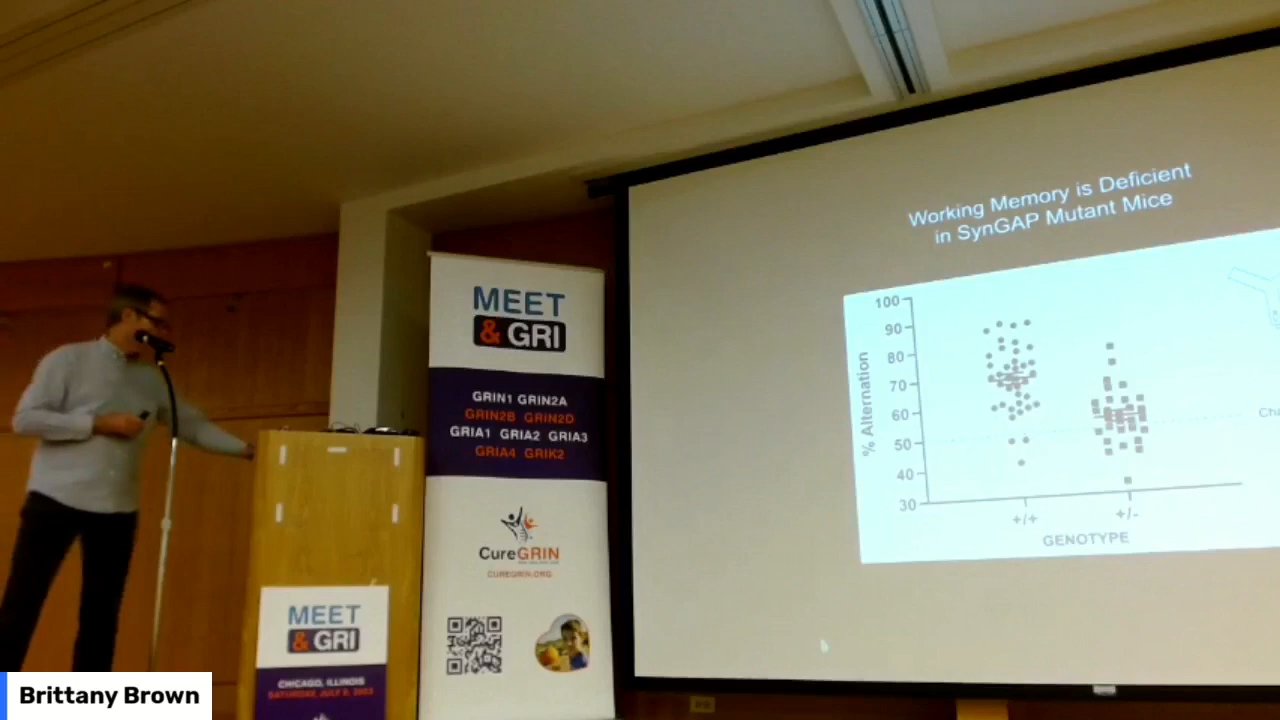 Working Memory is Deficient
in SynGAP Mutant Mice
100
90
80
70
60
50
40
30
% Alternation
+/+
+/-
GENOTYPE
MEET
& GRI
GRIN1 GRIN2A
GRIN2B GRIN2D
GRIA1 GRIA2 GRIA3
GRIA4 GRIK2
CureGRIN
CUREGRIN.ORG
MEET
& GRI
CHICAGO, ILLINOIS
SATURDAY, JULY
Brittany Brown